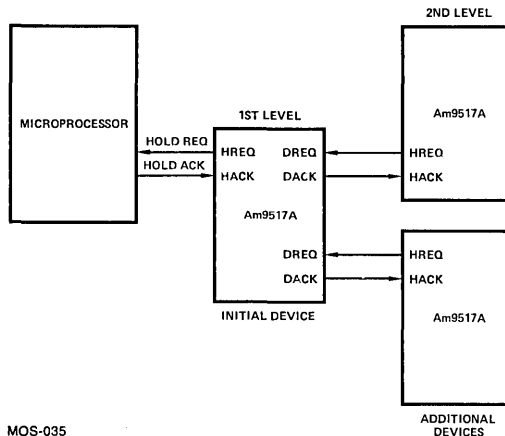 2ND LEVEL
MICROPROCESSOR
Am9517A
1ST LEVEL
HOLD REQ
HREQ
DREQ
HREQ
HOLD ACK
HACK
DACK
HACK
Am9517A
DREQ
HREQ
DACK
HACK
INITIAL DEVICE
Am9517A
MOS-035
ADDITIONAL
DEVICES